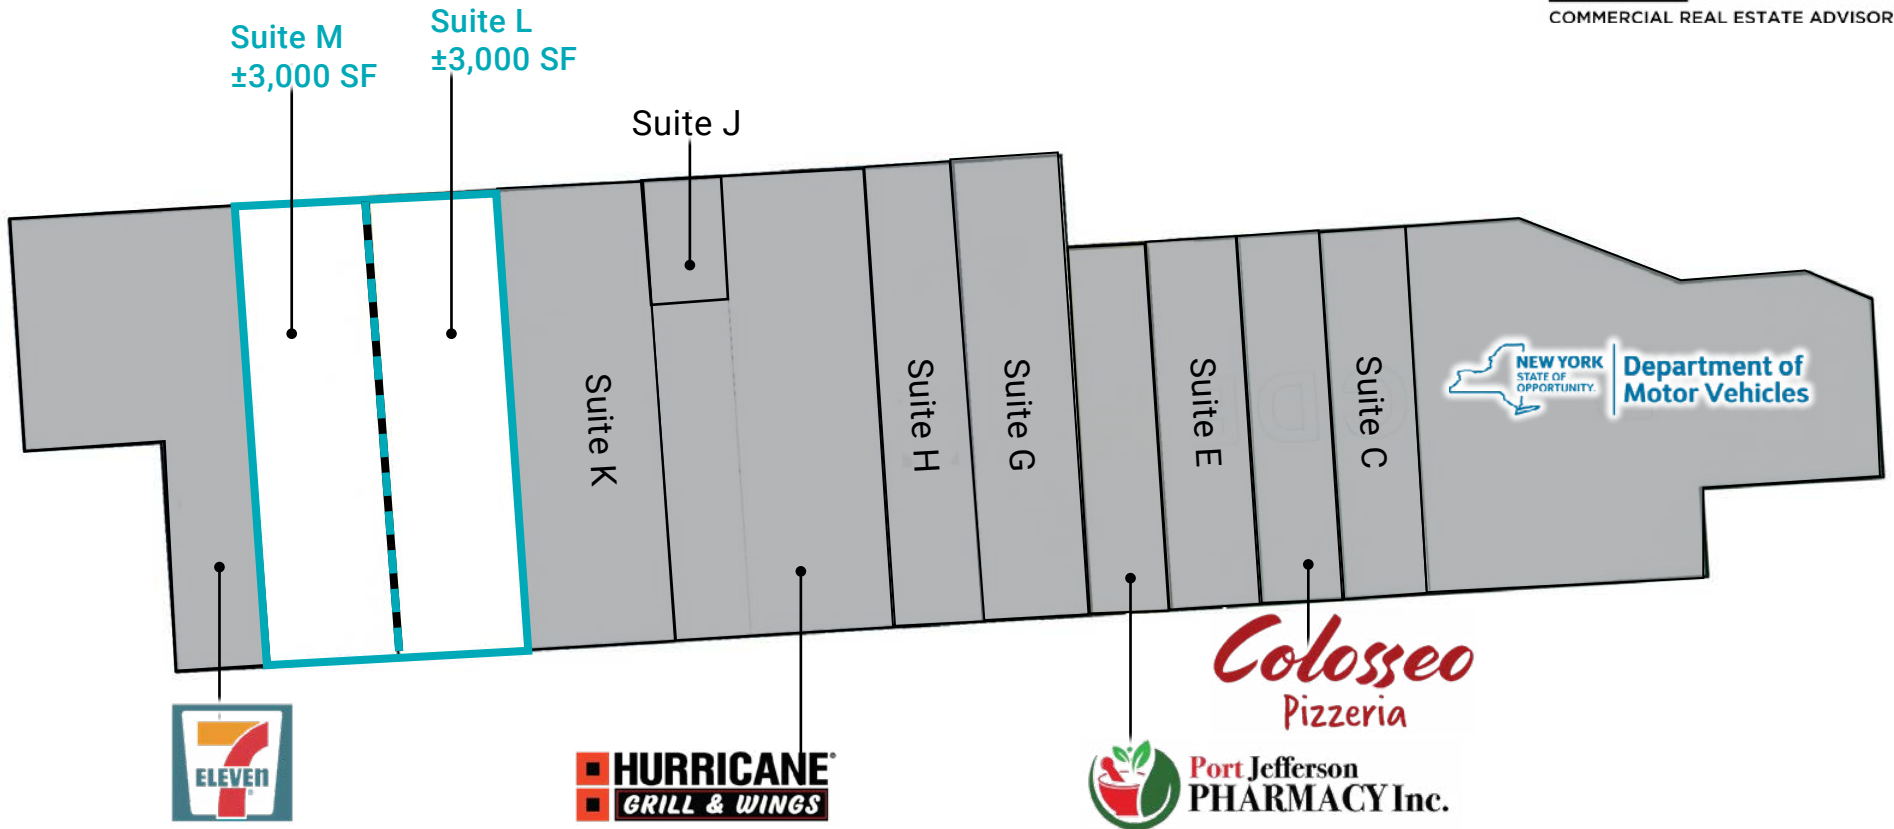 COMMERCIAL REAL ESTATE ADVISOR
Suite M
±3,000 SF
Suite L
±3,000 SF
Suite J
Suite K
Suite H
Suite G
Suite E
Suite C
NEW YORK
STATE OF
OPPORTUNITY.
Department of
Motor Vehicles
7
ELEVEN
HURRICANE
GRILL & WINGS
Colosseo
Pizzeria
Port Jefferson
PHARMACY Inc.